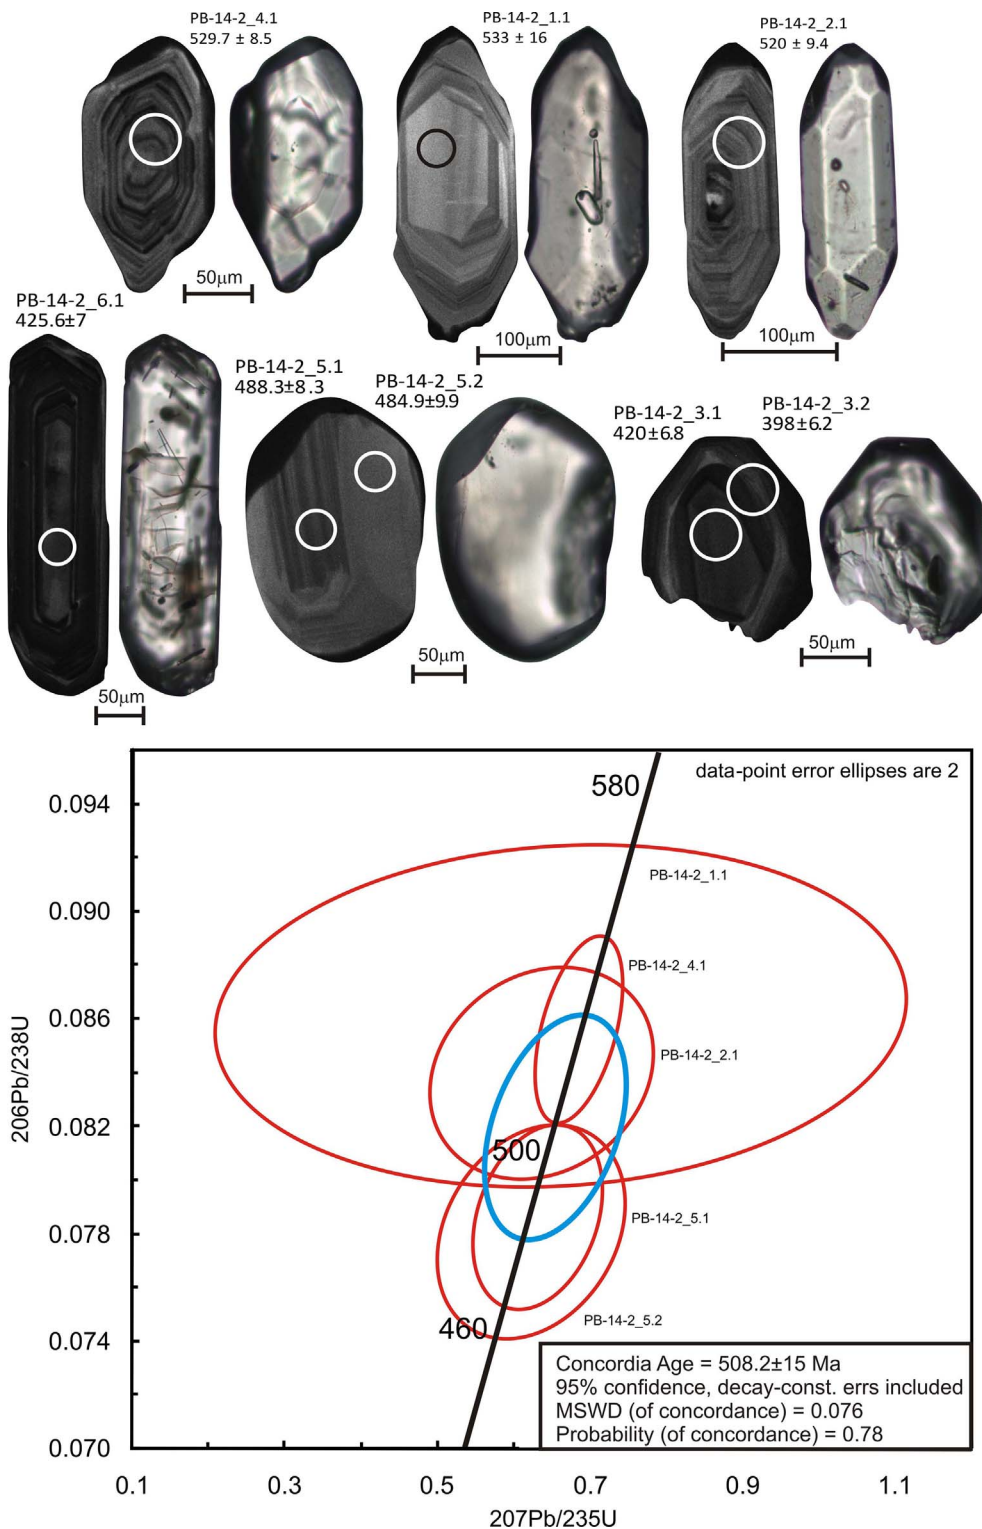 PB-14-2_4.1
529.7 ± 8.5
PB-14-2_1.1
533 ± 16
PB-14-2_2.1
520 ± 9.4
50µm
100µm
100µm
PB-14-2_6.1
425.6±7
PB-14-2_5.1
488.3±8.3
PB-14-2_5.2
484.9±9.9
PB-14-2_3.1
420±6.8
PB-14-2_3.2
398±6.2
50µm
50µm
50µm
data-point error ellipses are 2
580
0.094
PB-14-2_1.1
0.090
PB-14-2_4.1
0.086
PB-14-2_2.1
0.082
500
PB-14-2_5.1
0.078
PB-14-2_5.2
460
0.074
Concordia Age = 508.2±15 Ma
95% confidence, decay-const. errs included
MSWD (of concordance) = 0.076
Probability (of concordance) = 0.78
0.070
206Pb/238U
0.1 0.3 0.5 0.7 0.9 1.1
207Pb/235U